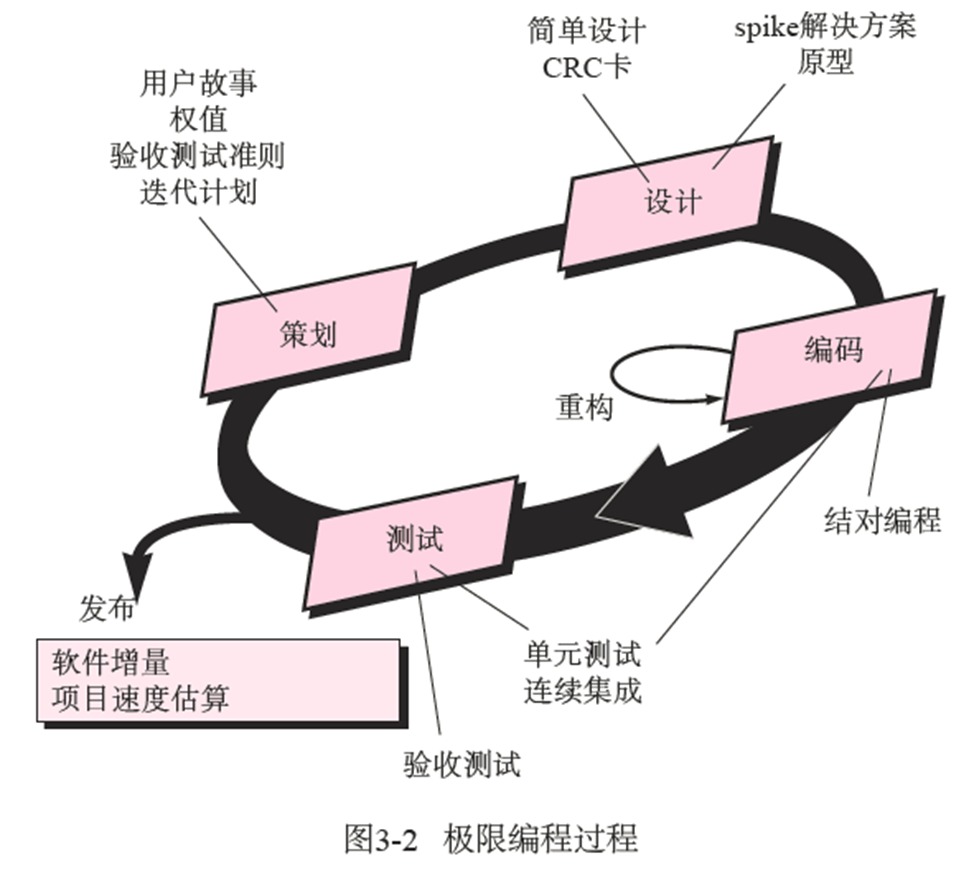 简单设计
CRC卡
spike解决方案
原型
用户故事
权值
验收测试准则
迭代计划
设计
策划
编码
重构
结对编程
测试
发布
软件增量
项目速度估算
单元测试
连续集成
验收测试
图3-2 极限编程过程